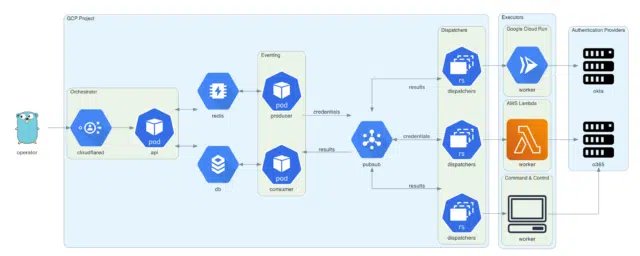 GCP Project
Executors
Orchestrator
Eventing
Dispatchers
Google Cloud Run
Authentication Providers
operator
cloudflared
pod
api
redis
pod
producer
credentials
results
rs
dispatchers
worker
okta
AWS Lambda
db
pod
consumer
results
pubsub
credentials
rs
dispatchers
worker
o365
Command & Control
results
rs
dispatchers
worker